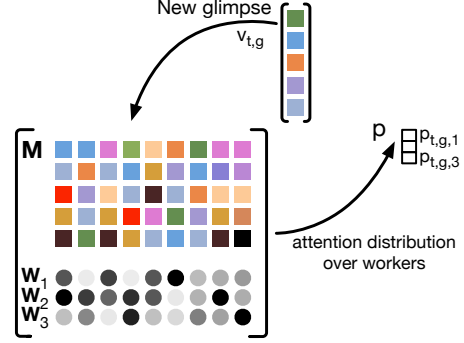 New glimpse
v_{t,g}
M
p
p_{t,g,1}
p_{t,g,3}
attention distribution
over workers
W_1
W_2
W_3